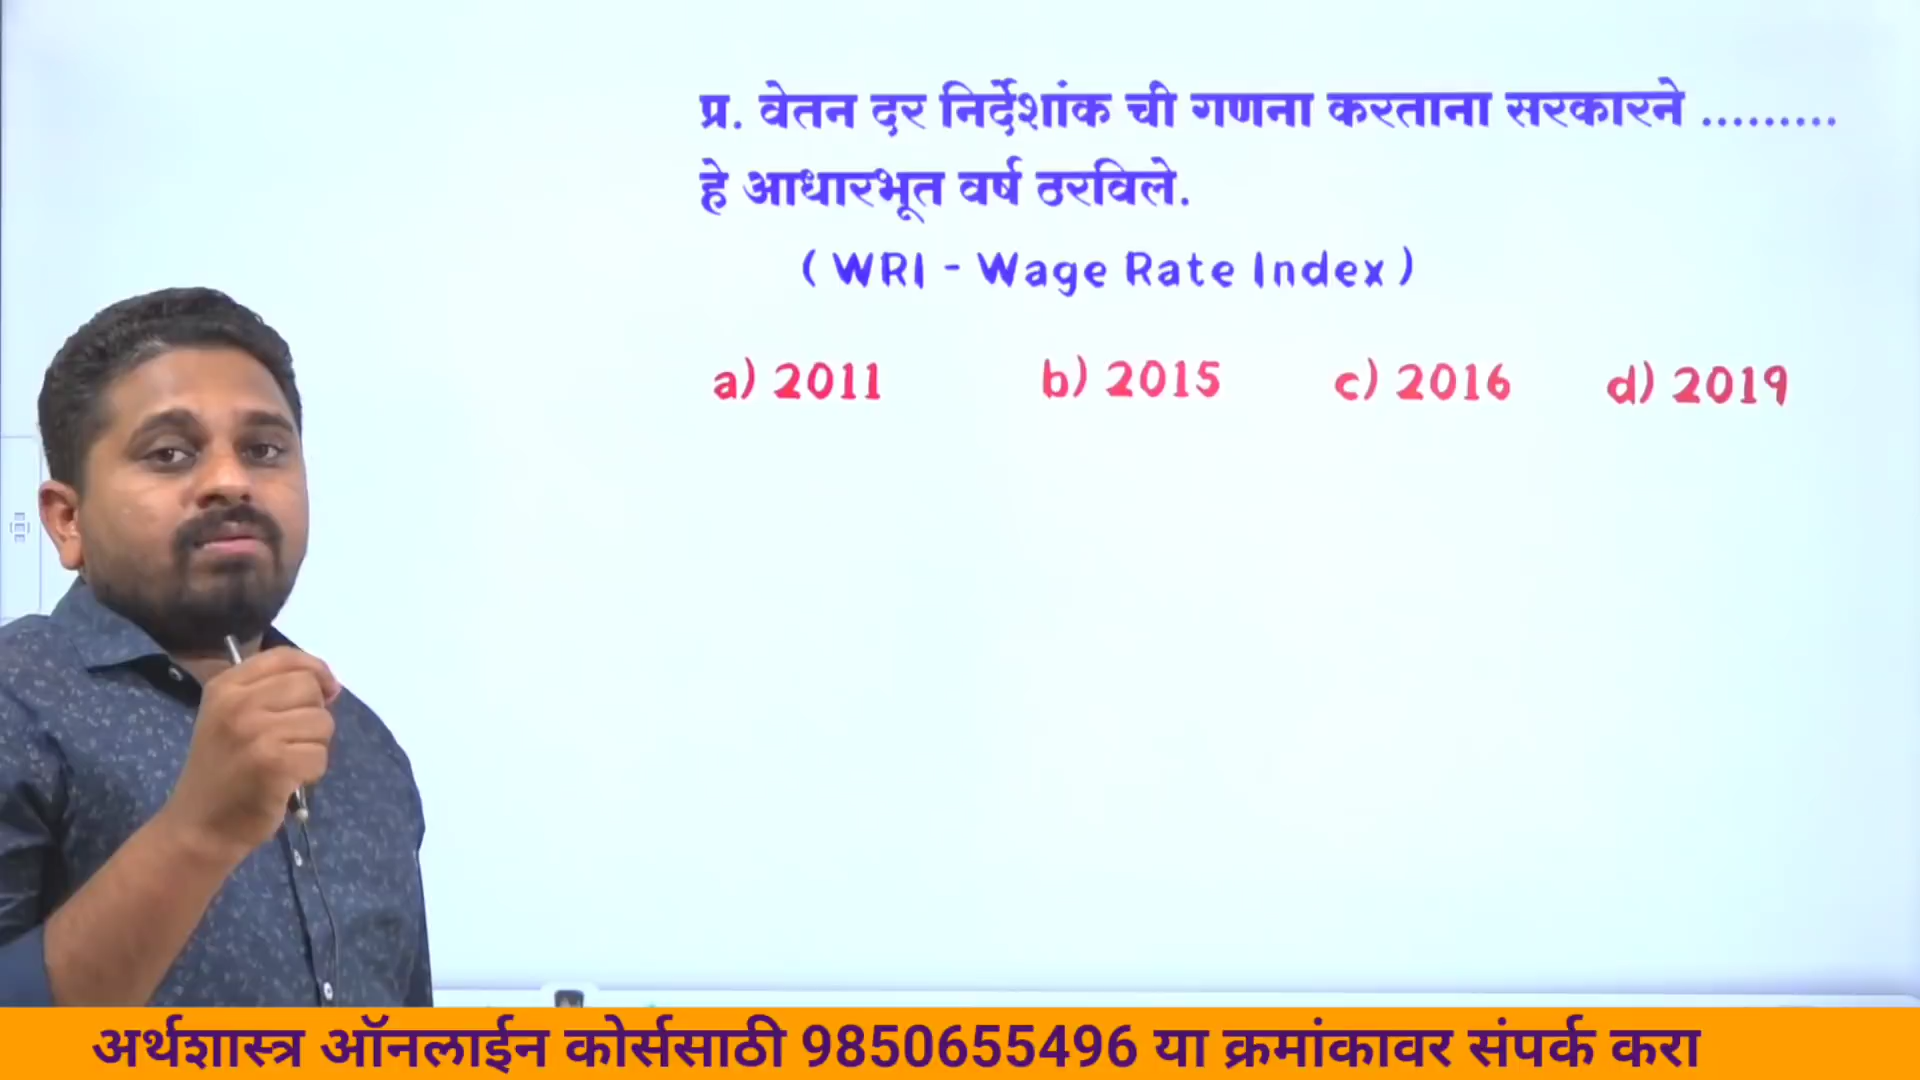 प्र. वेतन दर निर्देशांक ची गणना करताना सरकारने .........
हे आधारभूत वर्ष ठरविले.
( WRI - Wage Rate Index )
a) 2011 b) 2015 c) 2016 d) 2019
अर्थशास्त्र ऑनलाईन कोर्ससाठी 9850655496 या क्रमांकावर संपर्क करा